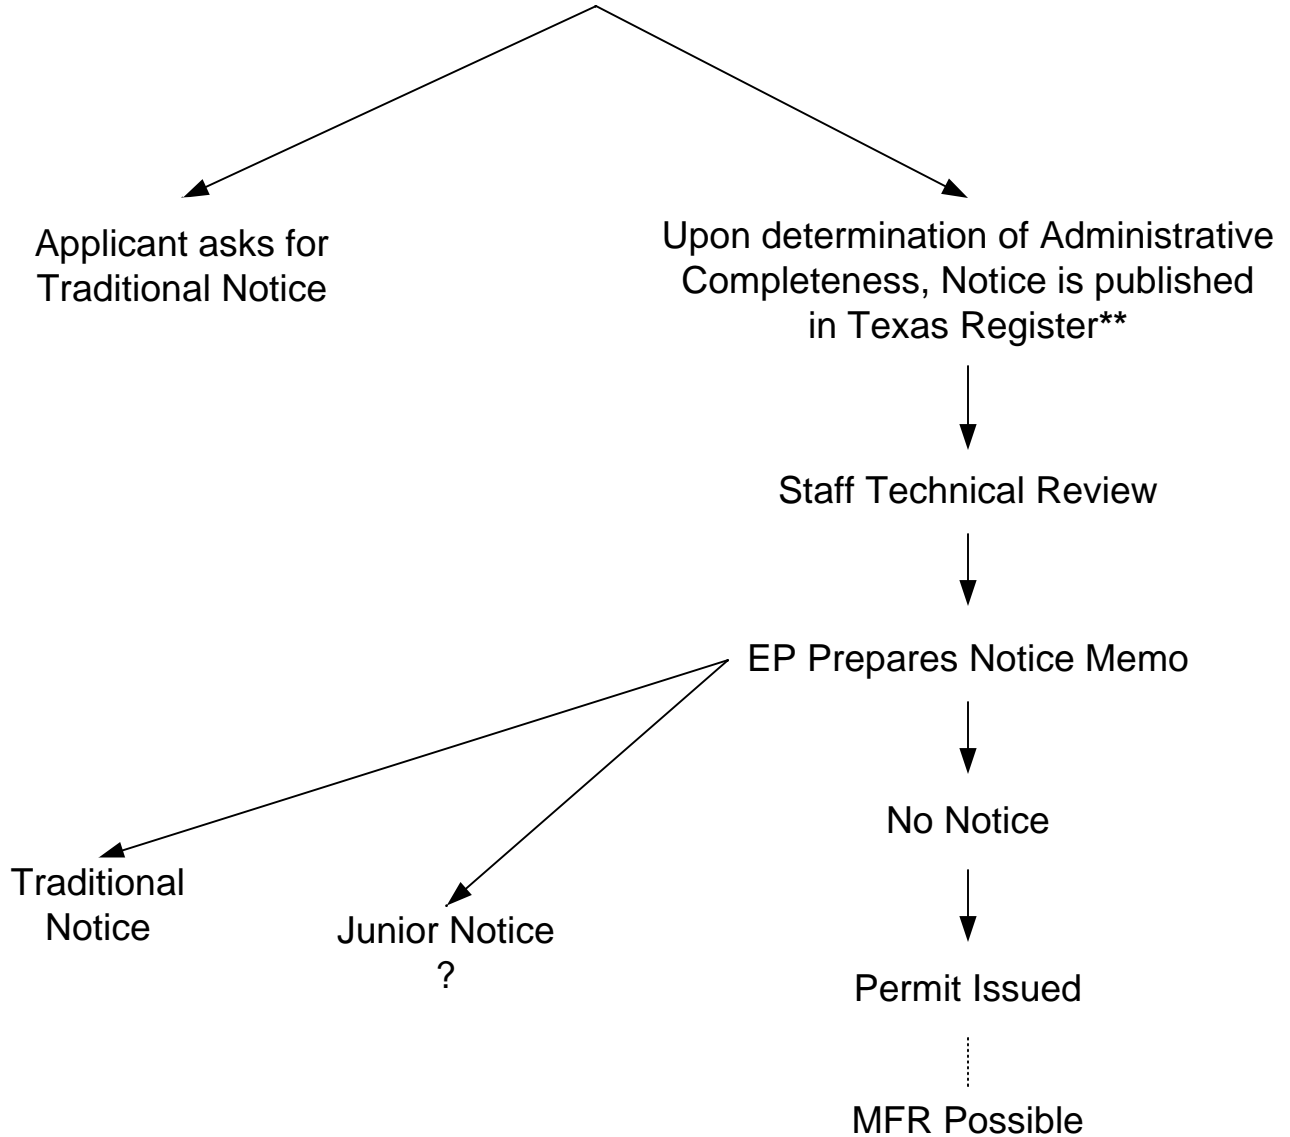 Applicant asks for
Traditional Notice
Upon determination of Administrative
Completeness, Notice is published
in Texas Register**
Staff Technical Review
EP Prepares Notice Memo
No Notice
Traditional
Notice
Junior Notice
?
Permit Issued
MFR Possible